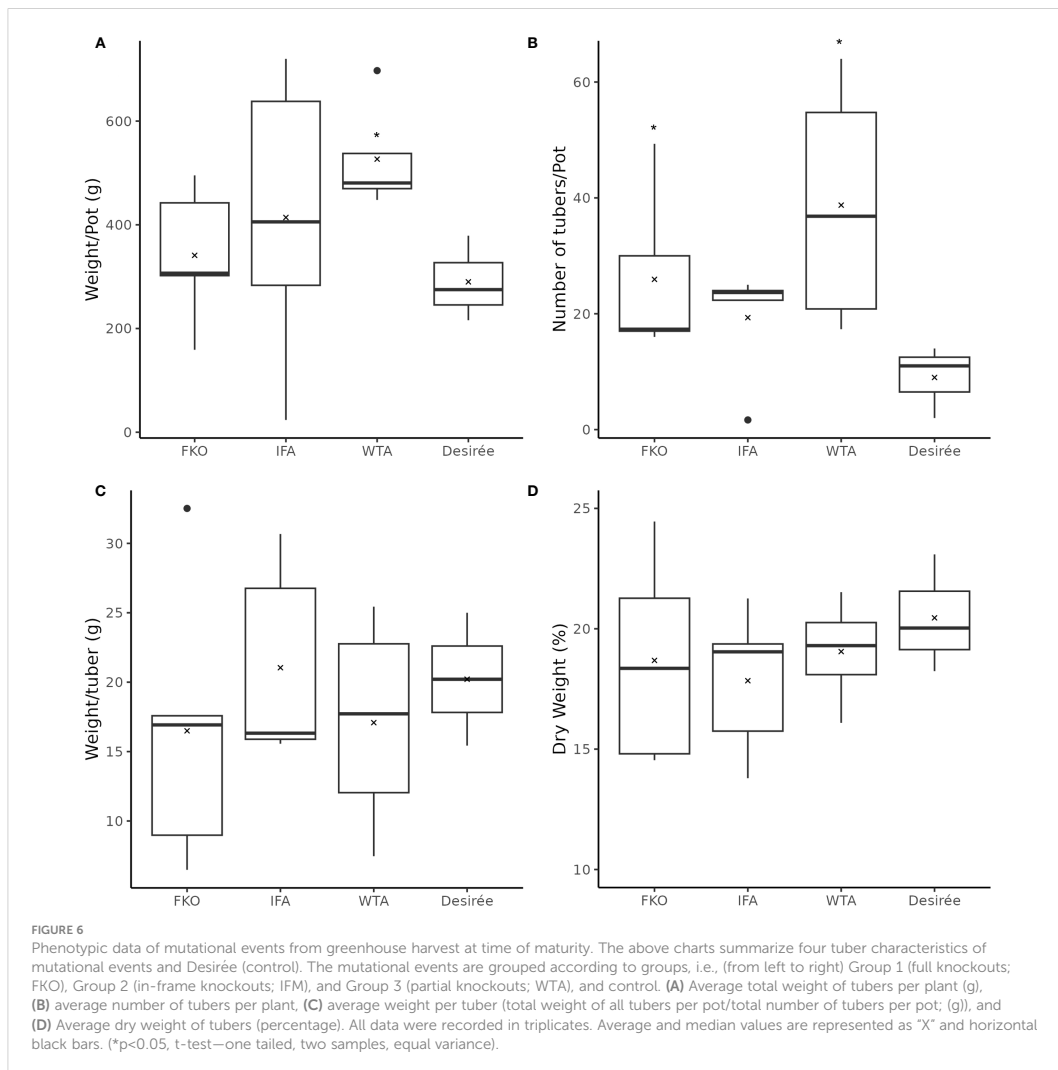 A
B
Weight/Pot (g)
600
400
200
0
*
FKO
IFA
WTA
Desirée
Number of tubers/Pot
60
40
20
0
*
*
FKO
IFA
WTA
Desirée
C
D
Weight/tuber (g)
30
25
20
15
10
FKO
IFA
WTA
Desirée
Dry Weight (%)
25
20
15
10
FKO
IFA
WTA
Desirée
FIGURE 6
Phenotypic data of mutational events from greenhouse harvest at time of maturity. The above charts summarize four tuber characteristics of
mutational events and Desirée (control). The mutational events are grouped according to groups, i.e., (from left to right) Group 1 (full knockouts;
FKO), Group 2 (in-frame knockouts; IFM), and Group 3 (partial knockouts; WTA), and control. (A) Average total weight of tubers per plant (g),
(B) average number of tubers per plant, (C) average weight per tuber (total weight of all tubers per pot/total number of tubers per pot; (g)), and
(D) Average dry weight of tubers (percentage). All data were recorded in triplicates. Average and median values are represented as “X” and horizontal
black bars. (*p<0.05, t-test—one tailed, two samples, equal variance).